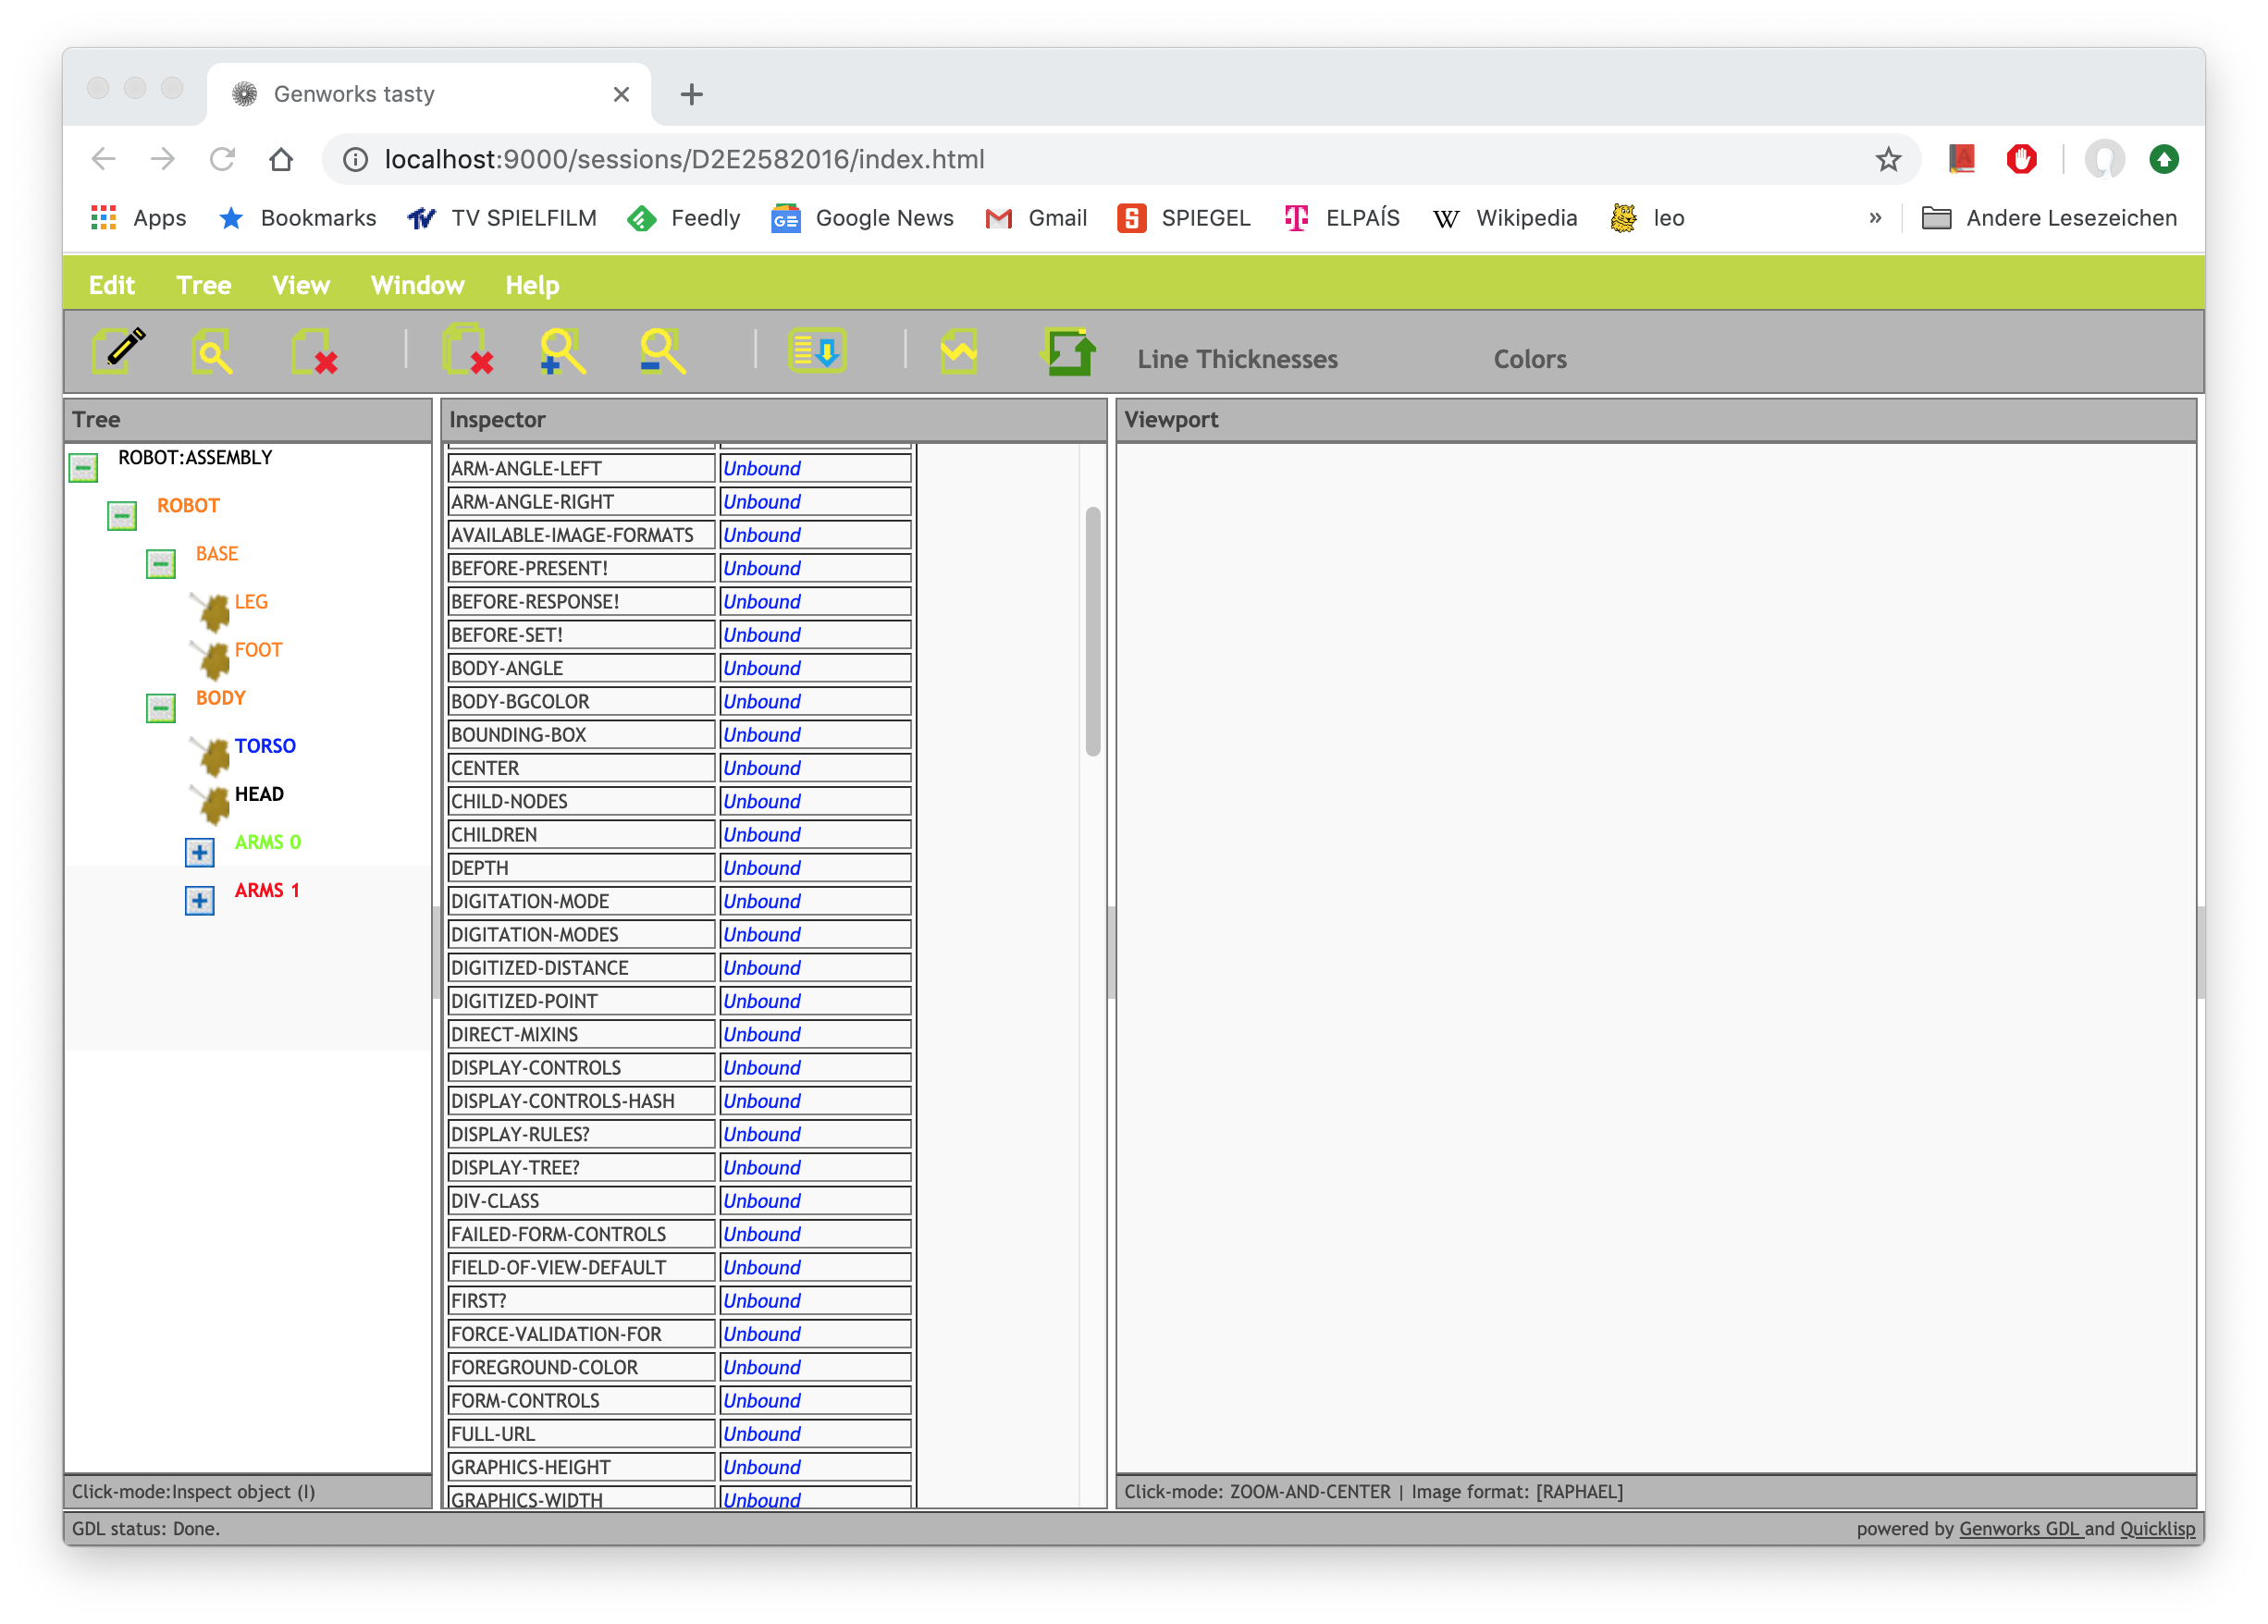 Genworks tasty
localhost:9000/sessions/D2E2582016/index.html
Apps Bookmarks TV SPIELFILM Feedly Google News Gmail SPIEGEL ELPAÍS Wikipedia leo » Andere Lesezeichen
Edit Tree View Window Help
Line Thicknesses Colors
Tree
ROBOT:ASSEMBLY
ROBOT
BASE
LEG
FOOT
BODY
TORSO
HEAD
ARMS 0
ARMS 1
Click-mode:Inspect object (I)
Inspector
ARM-ANGLE-LEFT Unbound
ARM-ANGLE-RIGHT Unbound
AVAILABLE-IMAGE-FORMATS Unbound
BEFORE-PRESENT! Unbound
BEFORE-RESPONSE! Unbound
BEFORE-SET! Unbound
BODY-ANGLE Unbound
BODY-BGCOLOR Unbound
BOUNDING-BOX Unbound
CENTER Unbound
CHILD-NODES Unbound
CHILDREN Unbound
DEPTH Unbound
DIGITATION-MODE Unbound
DIGITATION-MODES Unbound
DIGITIZED-DISTANCE Unbound
DIGITIZED-POINT Unbound
DIRECT-MIXINS Unbound
DISPLAY-CONTROLS Unbound
DISPLAY-CONTROLS-HASH Unbound
DISPLAY-RULES? Unbound
DISPLAY-TREE? Unbound
DIV-CLASS Unbound
FAILED-FORM-CONTROLS Unbound
FIELD-OF-VIEW-DEFAULT Unbound
FIRST? Unbound
FORCE-VALIDATION-FOR Unbound
FOREGROUND-COLOR Unbound
FORM-CONTROLS Unbound
FULL-URL Unbound
GRAPHICS-HEIGHT Unbound
GRAPHICS-WIDTH Unbound
Viewport
Click-mode: ZOOM-AND-CENTER | Image format: [RAPHAEL]
GDL status: Done.
powered by Genworks GDL and Quicklisp